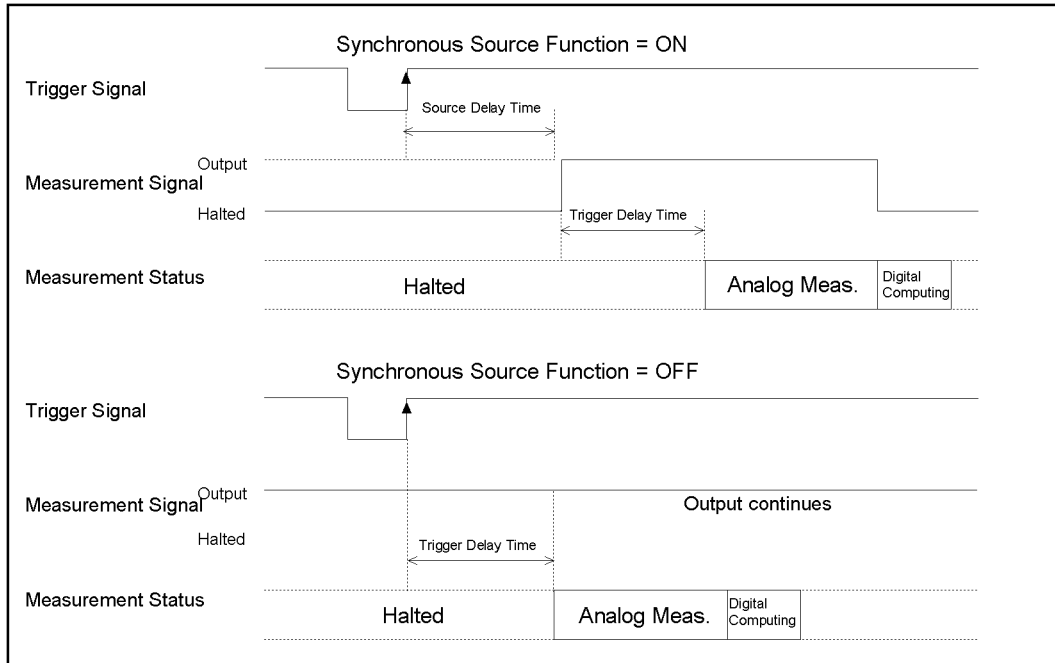 Synchronous Source Function = ON
Trigger Signal
Source Delay Time
Output
Measurement Signal
Halted
Trigger Delay Time
Measurement Status
Halted
Analog Meas.
Digital
Computing
Synchronous Source Function = OFF
Trigger Signal
Output
Measurement Signal
Output continues
Halted
Trigger Delay Time
Measurement Status
Halted
Analog Meas.
Digital
Computing